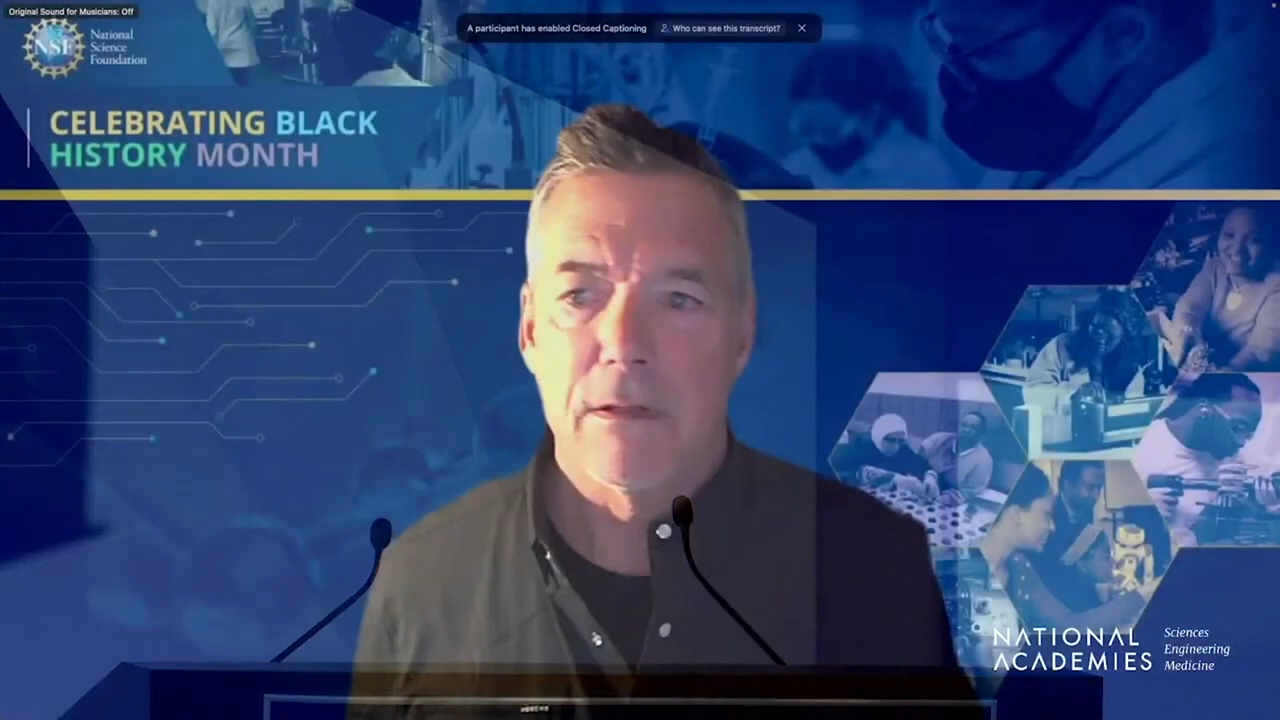 Original Sound for Musicians: Off
A participant has enabled Closed Captioning
Who can see this transcript?
NSF
National
Science
Foundation
CELEBRATING BLACK
HISTORY MONTH
NATIONAL
ACADEMIES
Sciences
Engineering
Medicine